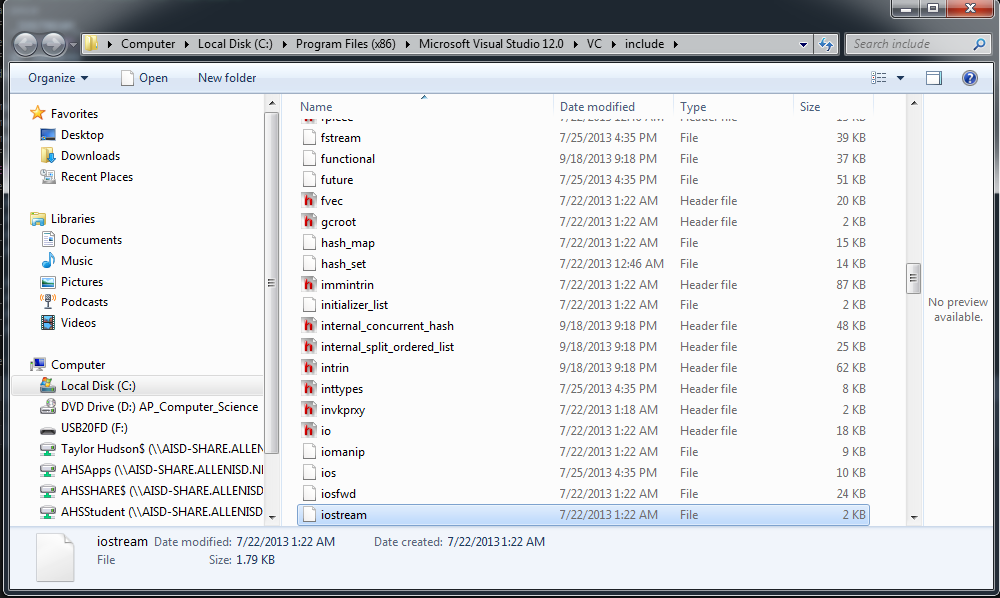 Computer Local Disk (C:) Program Files (x86) Microsoft Visual Studio 12.0 VC include Search include
Organize Open New folder
Favorites
Desktop
Downloads
Recent Places
Libraries
Documents
Music
Pictures
Podcasts
Videos
Computer
Local Disk (C:)
DVD Drive (D:) AP_Computer_Science
USB20FD (F:)
Taylor Hudson$ (\\AISD-SHARE.ALLEN
AHSApps (\\AISD-SHARE.ALLENISD.NE
AHSSHARE$ (\\AISD-SHARE.ALLENISD
AHSStudent (\\AISD-SHARE.ALLENISD
Name Date modified Type Size
fstream 7/25/2013 4:35 PM File 39 KB
functional 9/18/2013 9:18 PM File 37 KB
future 7/25/2013 4:35 PM File 51 KB
fvec 7/22/2013 1:22 AM Header file 20 KB
gcroot 7/22/2013 1:22 AM Header file 2 KB
hash_map 7/22/2013 1:22 AM File 15 KB
hash_set 7/22/2013 12:46 AM File 14 KB
immintrin 7/22/2013 1:22 AM Header file 87 KB
initializer_list 7/22/2013 1:22 AM File 2 KB
internal_concurrent_hash 9/18/2013 9:18 PM Header file 48 KB
internal_split_ordered_list 9/18/2013 9:18 PM Header file 25 KB
intrin 9/18/2013 9:18 PM Header file 62 KB
inttypes 7/25/2013 4:35 PM Header file 8 KB
invkprxy 7/22/2013 1:18 AM Header file 2 KB
io 7/22/2013 1:22 AM Header file 18 KB
iomanip 7/22/2013 1:22 AM File 9 KB
ios 7/25/2013 4:35 PM File 10 KB
iosfwd 7/22/2013 1:22 AM File 24 KB
iostream 7/22/2013 1:22 AM File 2 KB
No preview
available.
iostream Date modified: 7/22/2013 1:22 AM Date created: 7/22/2013 1:22 AM
File Size: 1.79 KB